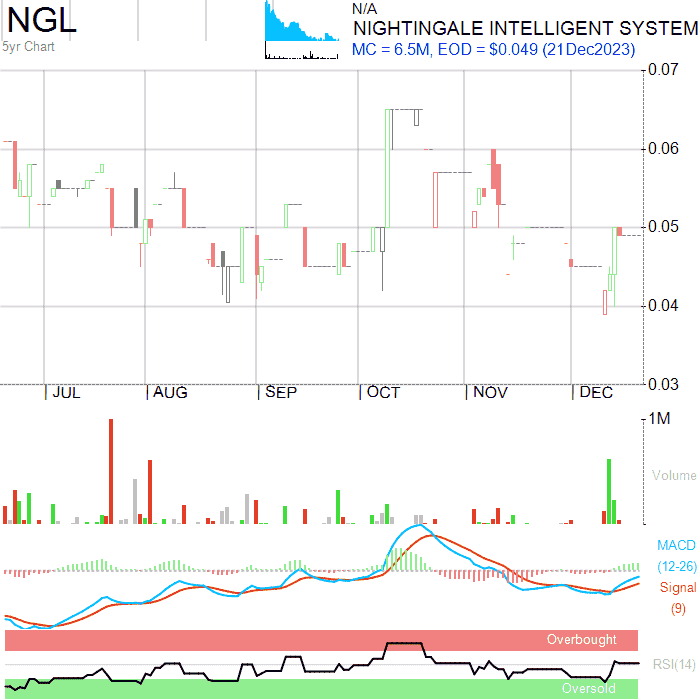 NGL
5yr Chart
N/A
NIGHTINGALE INTELLIGENT SYSTEM
MC = 6.5M, EOD = $0.049 (21Dec2023)
0.07
0.06
0.05
0.04
0.03
JUL AUG SEP OCT NOV DEC
1M
Volume
MACD
(12-26)
Signal
(9)
Overbought
RSI(14)
Oversold